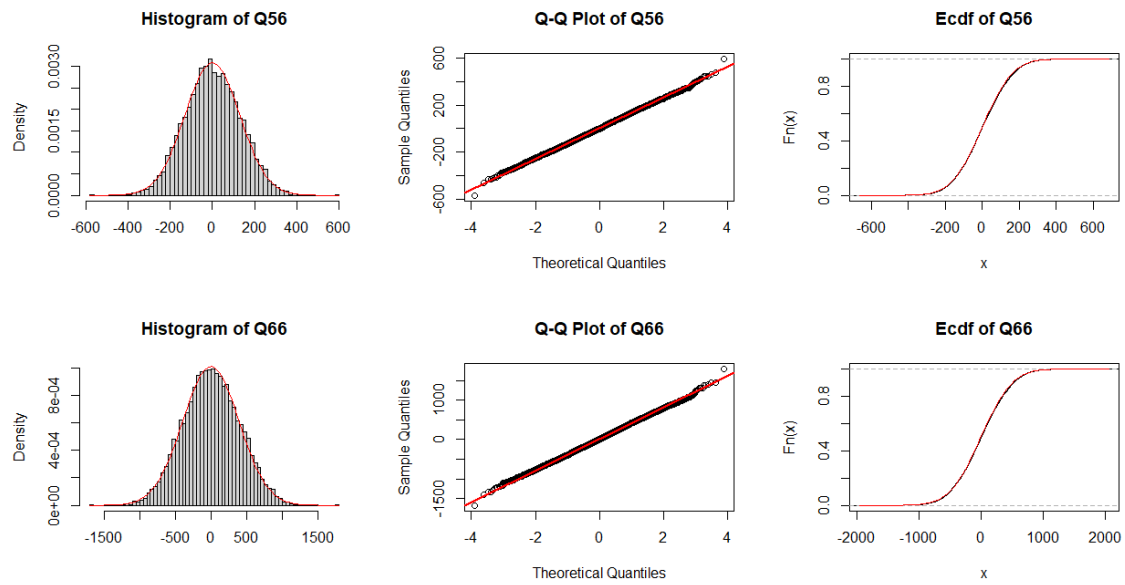 Histogram of Q56
Density
0.0000 0.0015 0.0030
-600 -400 -200 0 200 400 600
Q-Q Plot of Q56
Sample Quantiles
-600 -200 200 600
-4 -2 0 2 4
Theoretical Quantiles
Ecdf of Q56
Fn(x)
0.0 0.4 0.8
-600 -200 200 400 600
x
Histogram of Q66
Density
0e+00 4e-04 8e-04
-1500 -500 0 500 1500
Q-Q Plot of Q66
Sample Quantiles
-1500 0 1000
-4 -2 0 2 4
Theoretical Quantiles
Ecdf of Q66
Fn(x)
0.0 0.4 0.8
-2000 -1000 0 1000 2000
x